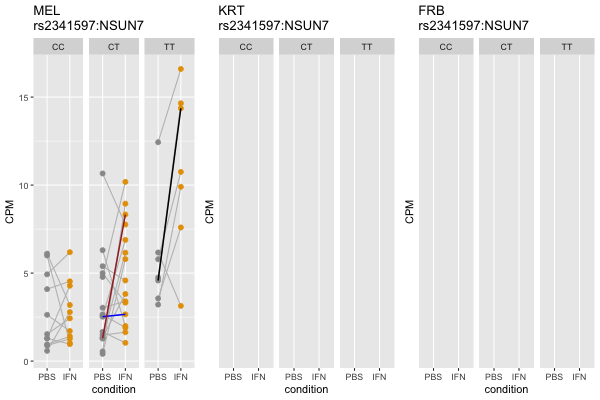 MEL
rs2341597:NSUN7
CC CT TT
CPM
15
10
5
0
PBS IFN PBS IFN PBS IFN
condition
KRT
rs2341597:NSUN7
CC CT TT
CPM
PBS IFN PBS IFN PBS IFN
condition
FRB
rs2341597:NSUN7
CC CT TT
CPM
PBS IFN PBS IFN PBS IFN
condition